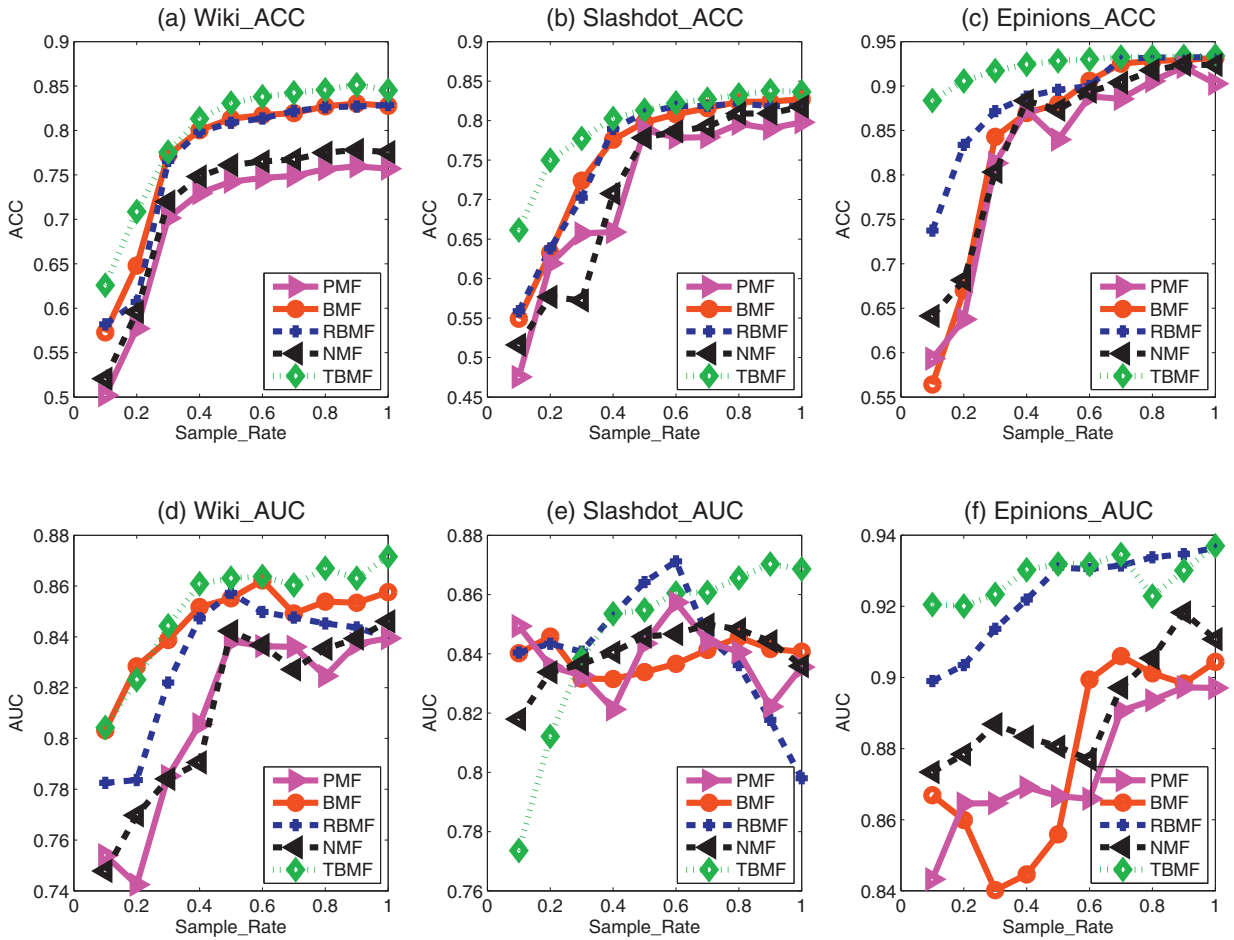 (a) Wiki_ACC
0.9
0.85
0.8
0.75
0.7
0.65
0.6
0.55
0.5
ACC
0 0.2 0.4 0.6 0.8 1
Sample_Rate
PMF
BMF
RBMF
NMF
TBMF
(b) Slashdot_ACC
0.9
0.85
0.8
0.75
0.7
0.65
0.6
0.55
0.5
0.45
ACC
0 0.2 0.4 0.6 0.8 1
Sample_Rate
PMF
BMF
RBMF
NMF
TBMF
(c) Epinions_ACC
0.95
0.9
0.85
0.8
0.75
0.7
0.65
0.6
0.55
ACC
0 0.2 0.4 0.6 0.8 1
Sample_Rate
PMF
BMF
RBMF
NMF
TBMF
(d) Wiki_AUC
0.88
0.86
0.84
0.82
0.8
0.78
0.76
0.74
AUC
0 0.2 0.4 0.6 0.8 1
Sample_Rate
PMF
BMF
RBMF
NMF
TBMF
(e) Slashdot_AUC
0.88
0.86
0.84
0.82
0.8
0.78
0.76
AUC
0 0.2 0.4 0.6 0.8 1
Sample_Rate
PMF
BMF
RBMF
NMF
TBMF
(f) Epinions_AUC
0.94
0.92
0.9
0.88
0.86
0.84
AUC
0 0.2 0.4 0.6 0.8 1
Sample_Rate
PMF
BMF
RBMF
NMF
TBMF